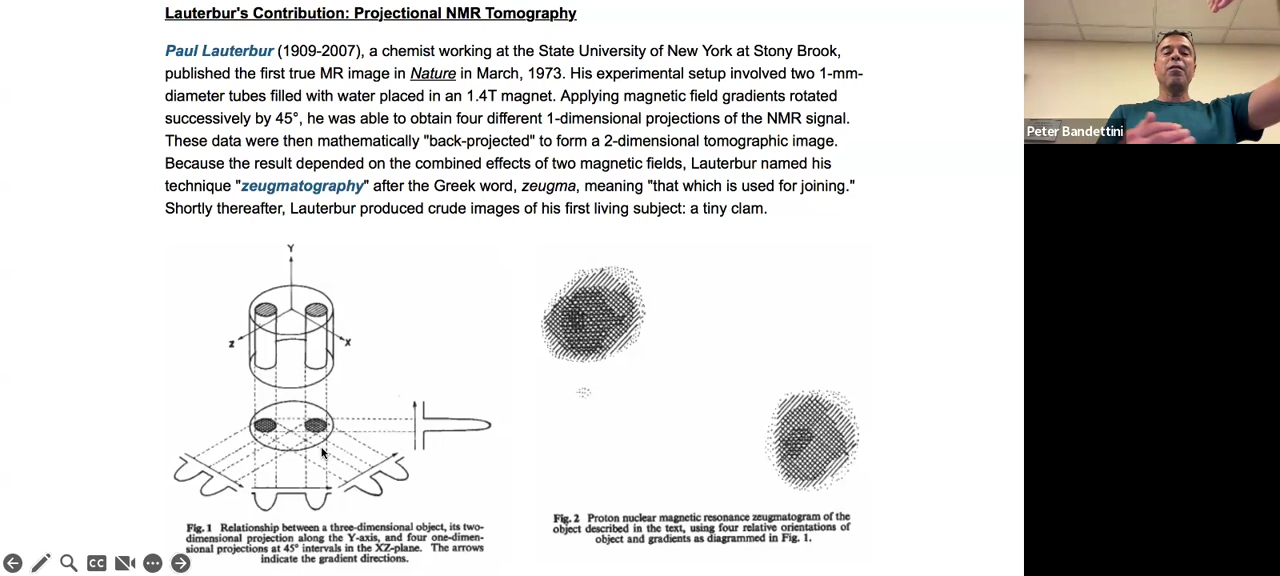 Lauterbur's Contribution: Projectional NMR Tomography
Paul Lauterbur (1909-2007), a chemist working at the State University of New York at Stony Brook,
published the first true MR image in Nature in March, 1973. His experimental setup involved two 1-mm-
diameter tubes filled with water placed in an 1.4T magnet. Applying magnetic field gradients rotated
successively by 45°, he was able to obtain four different 1-dimensional projections of the NMR signal.
These data were then mathematically "back-projected" to form a 2-dimensional tomographic image.
Because the result depended on the combined effects of two magnetic fields, Lauterbur named his
technique "zeugmatography" after the Greek word, zeugma, meaning "that which is used for joining."
Shortly thereafter, Lauterbur produced crude images of his first living subject: a tiny clam.
Y
Z
X
Fig. 1 Relationship between a three-dimensional object, its two-
dimensional projection along the Y-axis, and four one-dimen-
sional projections at 45° intervals in the XZ-plane. The arrows
indicate the gradient directions.
Fig. 2 Proton nuclear magnetic resonance zeugmatogram of the
object described in the text, using four relative orientations of
object and gradients as diagrammed in Fig. 1.
Peter Bandettini
CC